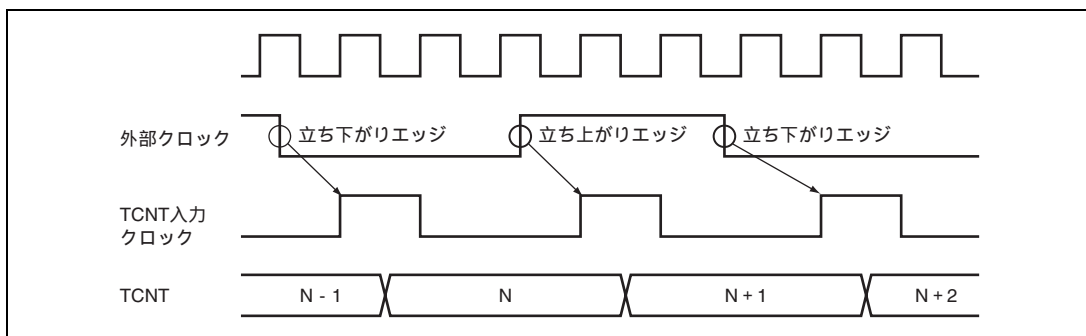 外部クロック
立ち下がりエッジ
立ち上がりエッジ
立ち下がりエッジ
TCNT入力
クロック
TCNT
N - 1
N
N + 1
N + 2